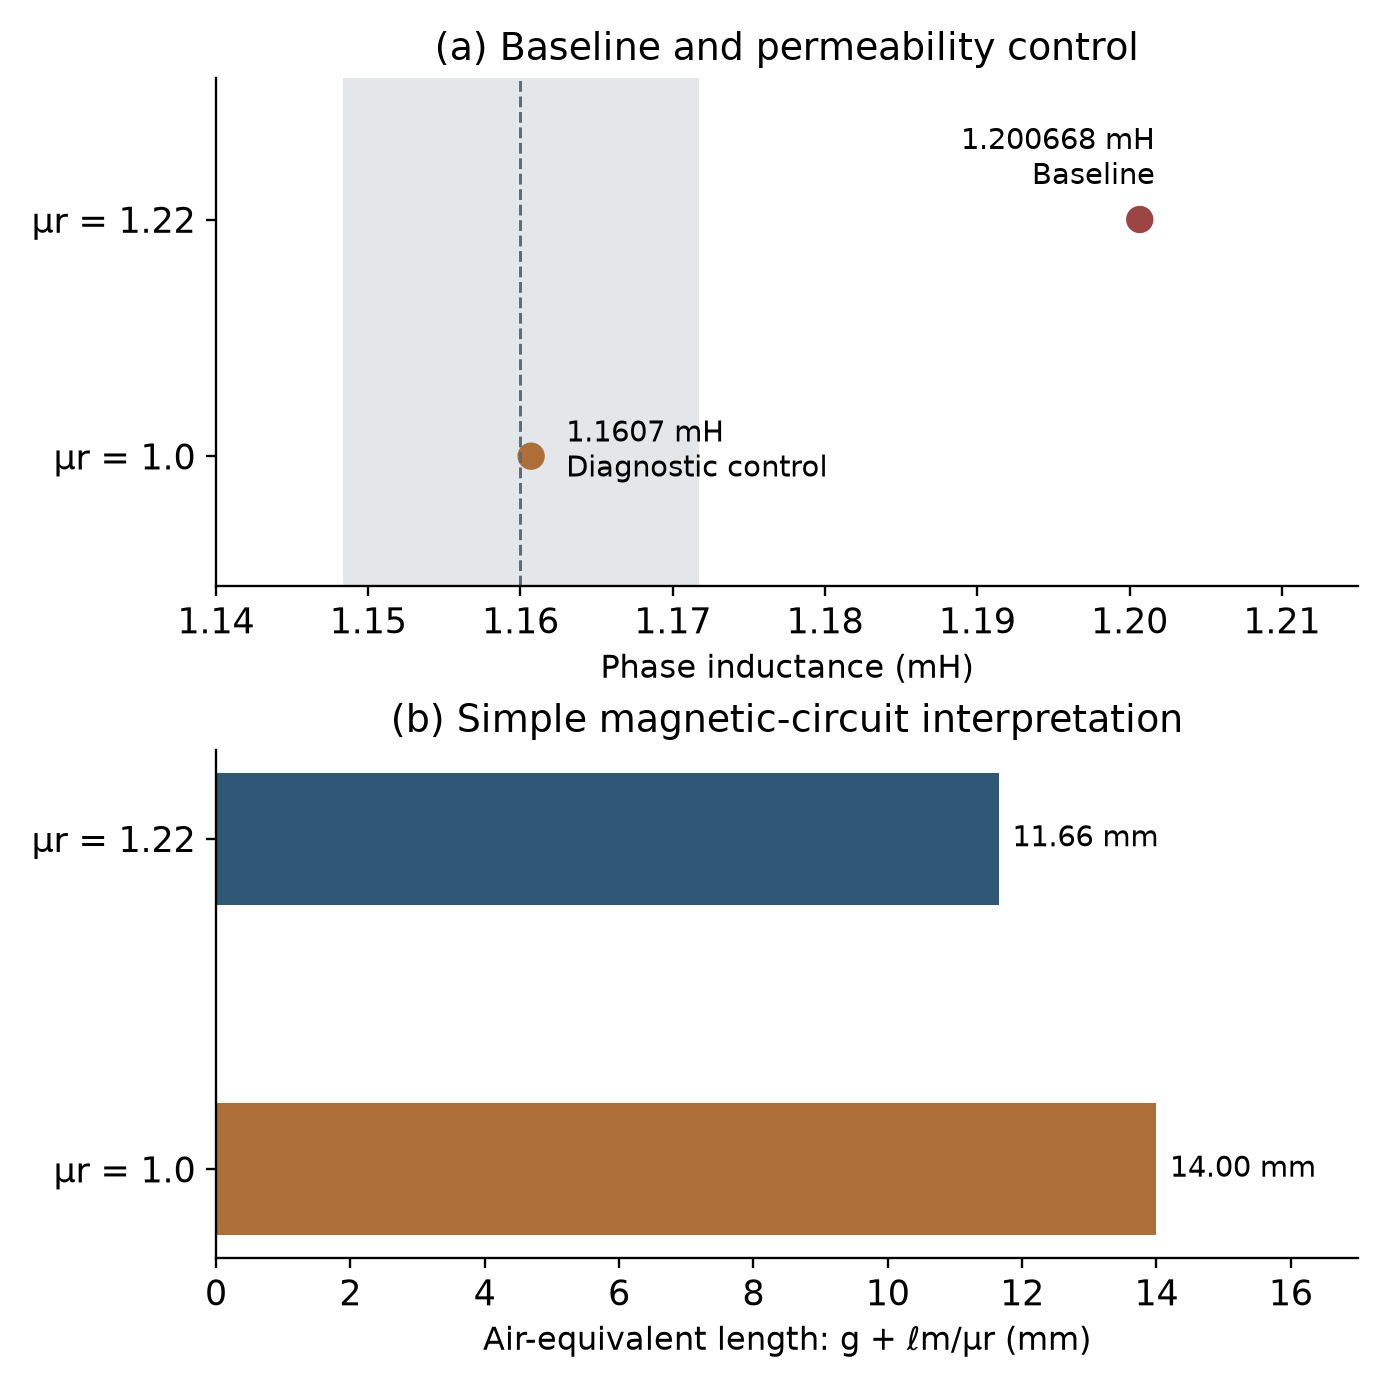 (a) Baseline and permeability control
1.200668 mH
Baseline
μr = 1.22
1.1607 mH
Diagnostic control
μr = 1.0
1.14 1.15 1.16 1.17 1.18 1.19 1.20 1.21
Phase inductance (mH)
(b) Simple magnetic-circuit interpretation
μr = 1.22
11.66 mm
μr = 1.0
14.00 mm
0 2 4 6 8 10 12 14 16
Air-equivalent length: g + ℓm/μr (mm)